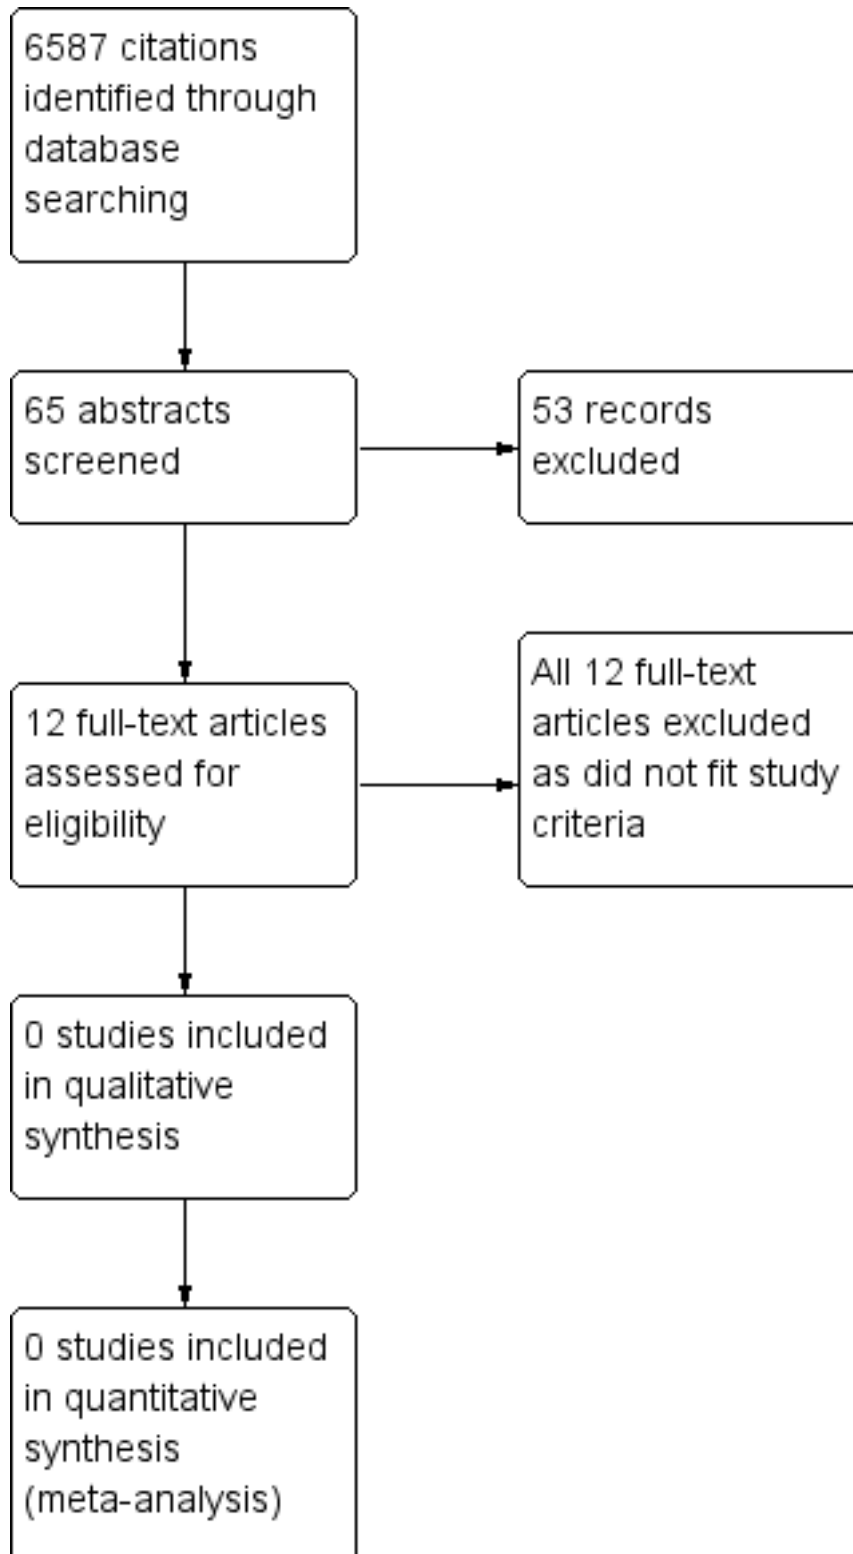 6587 citations
identified through
database
searching
65 abstracts
screened
53 records
excluded
12 full-text articles
assessed for
eligibility
All 12 full-text
articles excluded
as did not fit study
criteria
0 studies included
in qualitative
synthesis
0 studies included
in quantitative
synthesis
(meta-analysis)